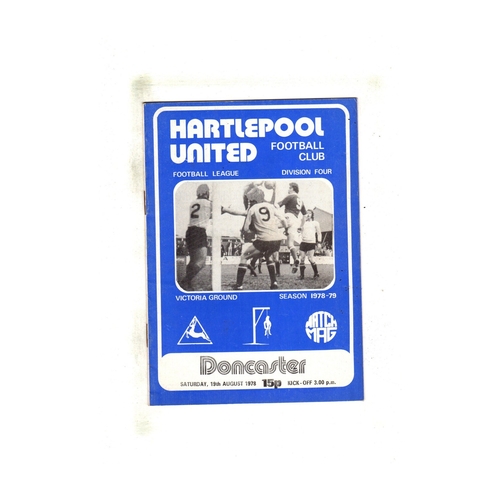 HARTLEPOOL
UNITED FOOTBALL CLUB
FOOTBALL LEAGUE DIVISION FOUR
2 9
VICTORIA GROUND SEASON 1978-79
MATCH MAG
Doncaster
SATURDAY, 19th AUGUST 1978 15p KICK-OFF 3.00 p.m.